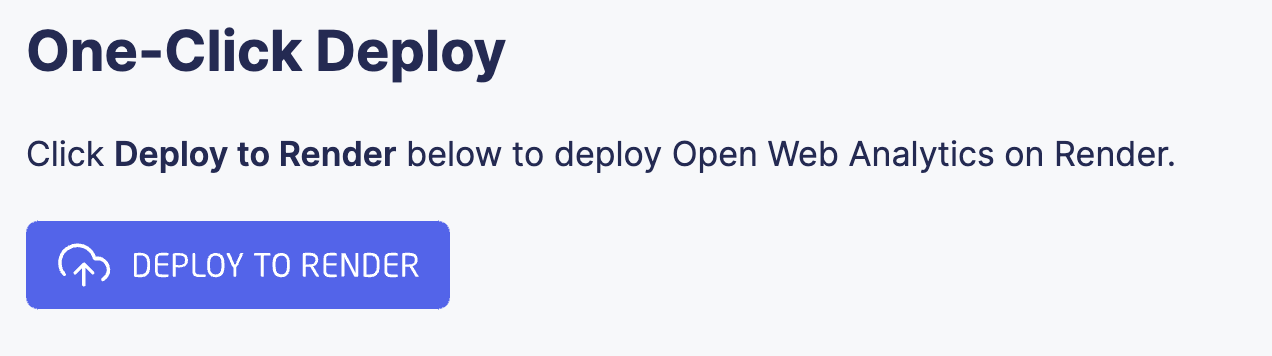 One-Click Deploy
Click Deploy to Render below to deploy Open Web Analytics on Render.
DEPLOY TO RENDER